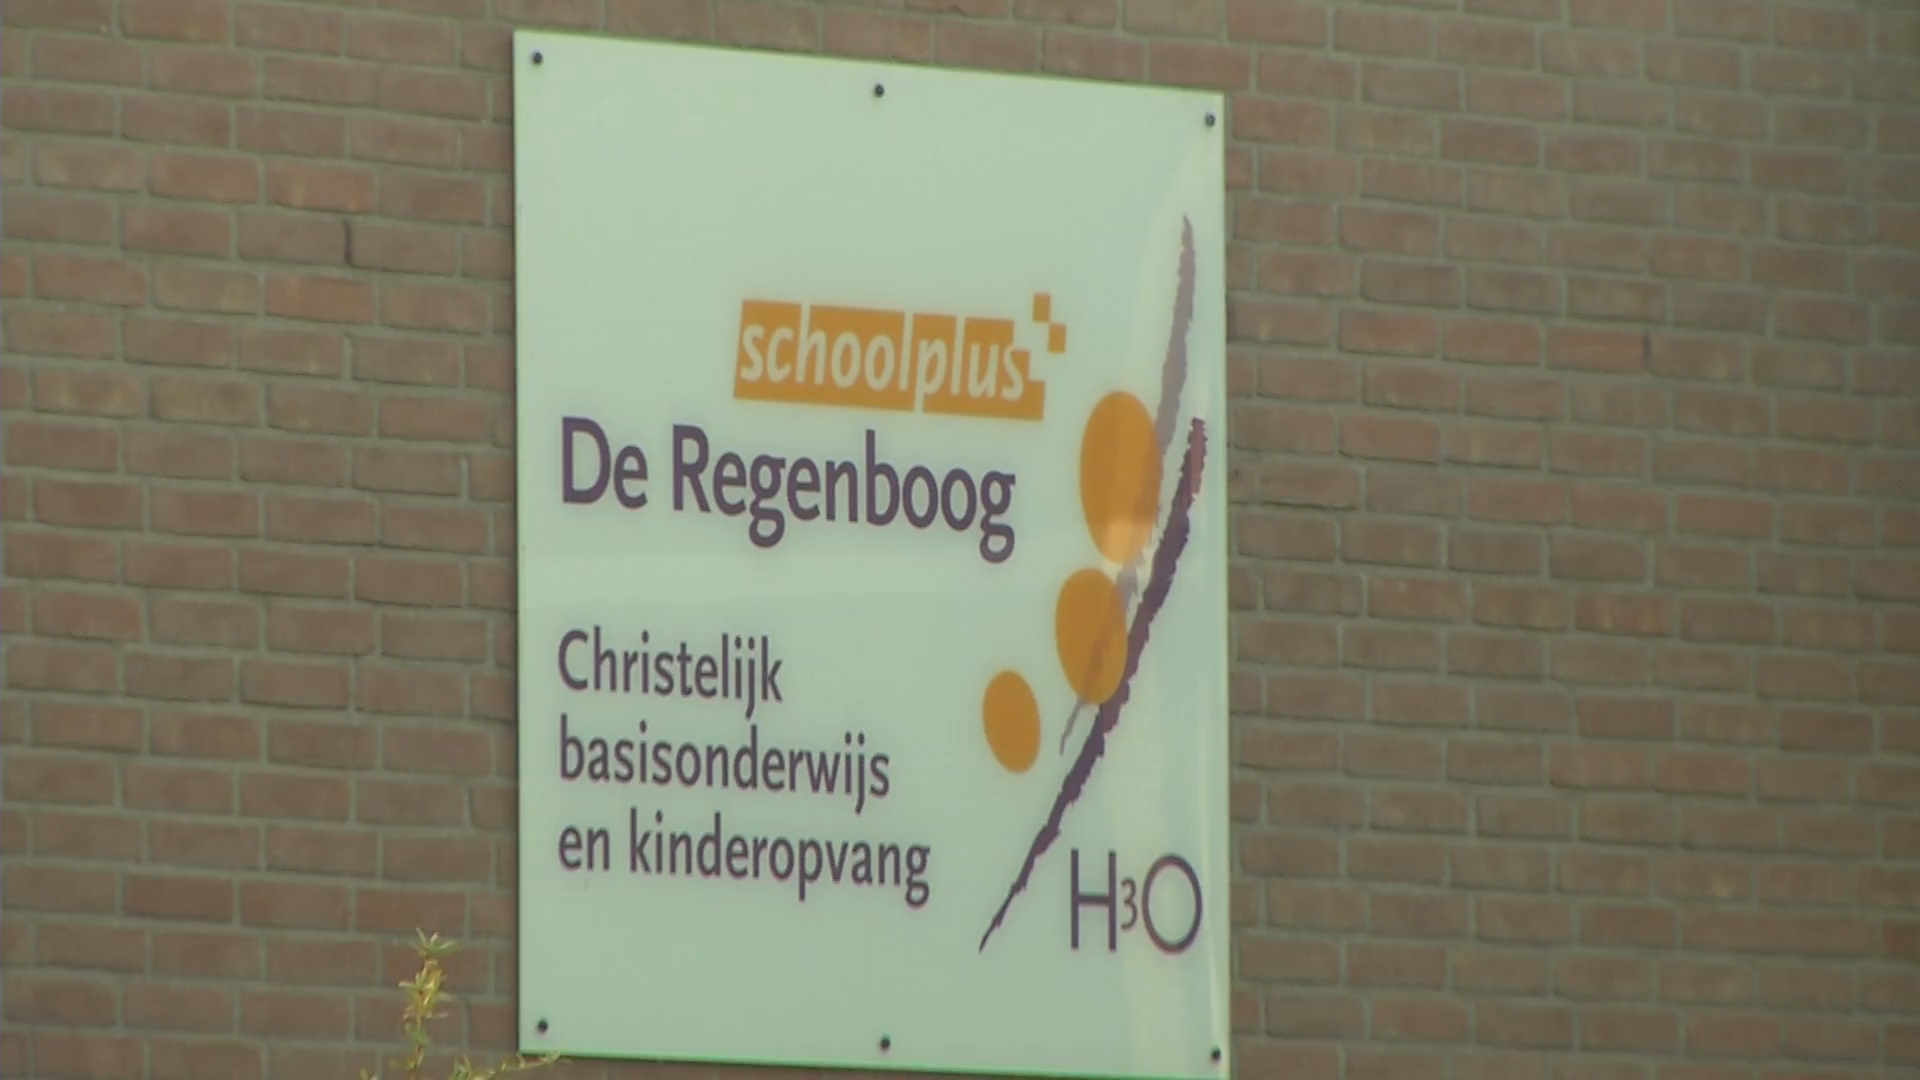 schoolplus
De Regenboog
Christelijk
basisonderwijs
en kinderopvang
H3O